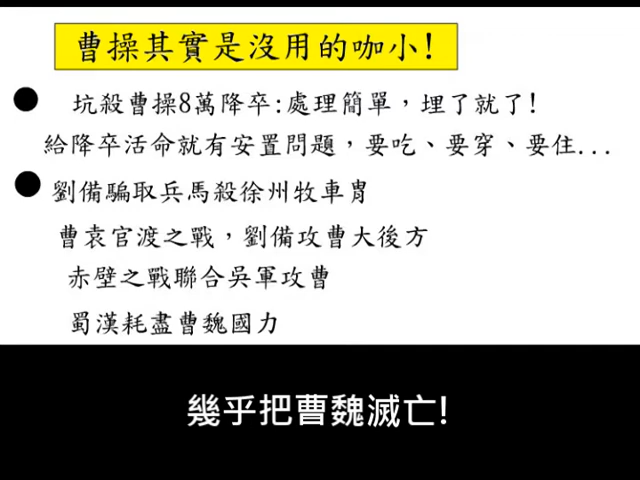 曹操其實是沒用的咖小!
坑殺曹操8萬降卒:處理簡單，埋了就了!
給降卒活命就有安置問題，要吃、要穿、要住...
劉備騙取兵馬殺徐州牧車冑
曹袁官渡之戰，劉備攻曹大後方
赤壁之戰聯合吳軍攻曹
蜀漢耗盡曹魏國力
幾乎把曹魏滅亡!